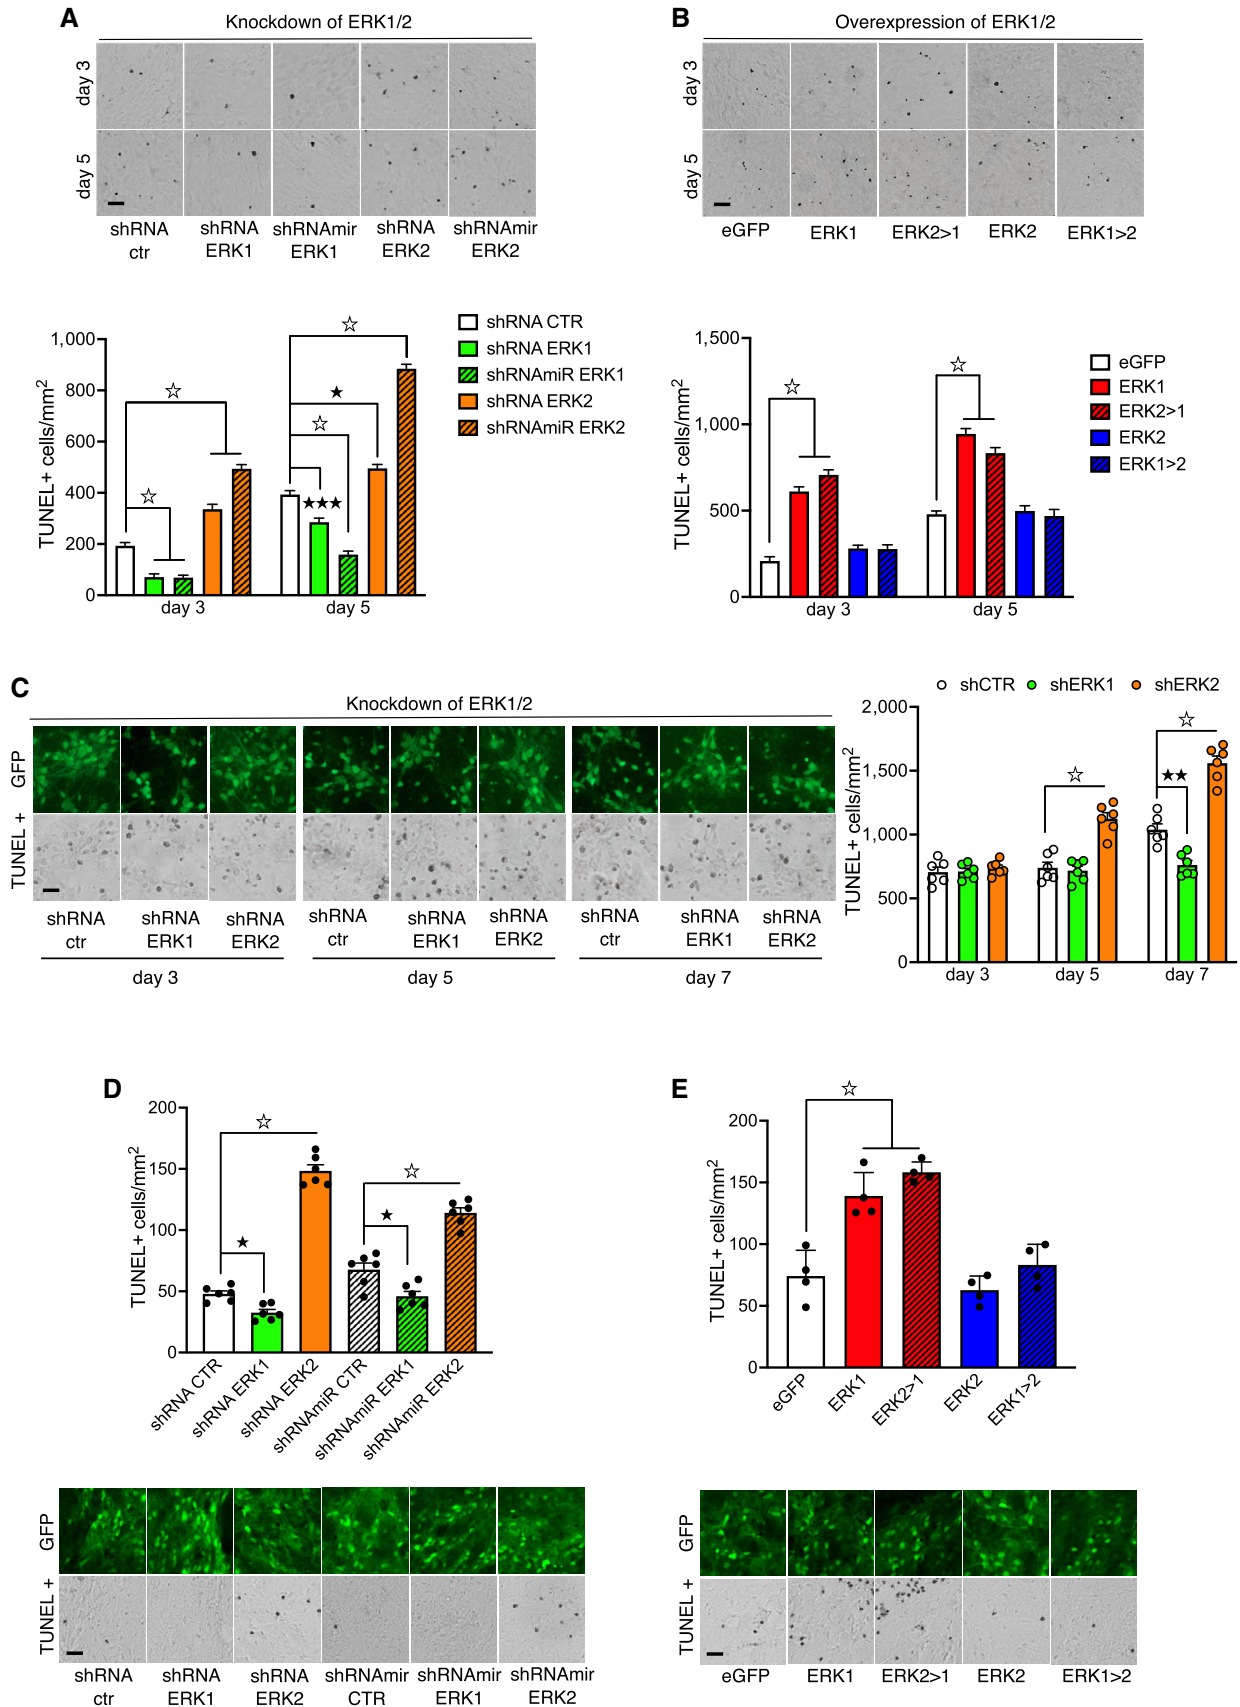 A
Knockdown of ERK1/2
day 3
day 5
shRNA
ctr
shRNA
ERK1
shRNAmir
ERK1
shRNA
ERK2
shRNAmir
ERK2
B
Overexpression of ERK1/2
day 3
day 5
eGFP
ERK1
ERK2>1
ERK2
ERK1>2
TUNEL+ cells/mm2
1,000
800
600
400
200
0
☆
☆
☆
★
☆
★★★
day 3
day 5
shRNA CTR
shRNA ERK1
shRNAmiR ERK1
shRNA ERK2
shRNAmiR ERK2
TUNEL+ cells/mm2
1,500
1,000
500
0
☆
☆
day 3
day 5
eGFP
ERK1
ERK2>1
ERK2
ERK1>2
C
Knockdown of ERK1/2
GFP
TUNEL +
shRNA
ctr
shRNA
ERK1
shRNA
ERK2
shRNA
ctr
shRNA
ERK1
shRNA
ERK2
shRNA
ctr
shRNA
ERK1
shRNA
ERK2
day 3
day 5
day 7
shCTR
shERK1
shERK2
TUNEL+ cells/mm2
2,000
1,500
1,000
500
0
☆
☆
★★
day 3
day 5
day 7
D
TUNEL+ cells/mm2
200
150
100
50
0
☆
★
☆
★
shRNA CTR
shRNA ERK1
shRNA ERK2
shRNAmiR CTR
shRNAmiR ERK1
shRNAmiR ERK2
GFP
TUNEL +
shRNA
ctr
shRNA
ERK1
shRNA
ERK2
shRNAmir
CTR
shRNAmir
ERK1
shRNAmir
ERK2
E
TUNEL+ cells/mm2
200
150
100
50
0
☆
eGFP
ERK1
ERK2>1
ERK2
ERK1>2
GFP
TUNEL +
eGFP
ERK1
ERK2>1
ERK2
ERK1>2